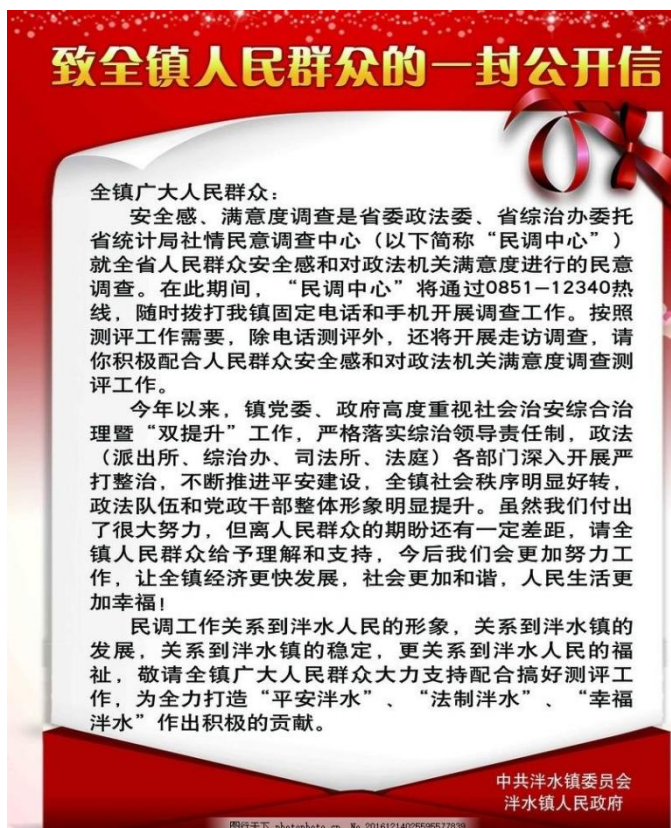 致全镇人民群众的一封公开信
全镇广大人民群众：
安全感、满意度调查是省委政法委、省综治办委托
省统计局社情民意调查中心（以下简称“民调中心”）
就全省人民群众安全感和对政法机关满意度进行的民意
调查。在此期间，“民调中心”将通过0851—12340热
线，随时拨打我镇固定电话和手机开展调查工作。按照
测评工作需要，除电话测评外，还将开展走访调查，请
你积极配合人民群众安全感和对政法机关满意度调查测
评工作。
今年以来，镇党委、政府高度重视社会治安综合治
理暨“双提升”工作，严格落实综治领导责任制，政法
（派出所、综治办、司法所、法庭）各部门深入开展严
打整治，不断推进平安建设，全镇社会秩序明显好转，
政法队伍和党政干部整体形象明显提升。虽然我们付出
了很大努力，但离人民群众的期盼还有一定差距，请全
镇人民群众给予理解和支持，今后我们会更加努力工
作，让全镇经济更快发展，社会更加和谐，人民生活更
加幸福！
民调工作关系到泮水人民的形象，关系到泮水镇的
发展，关系到泮水镇的稳定，更关系到泮水人民的福
祉，敬请全镇广大人民群众大力支持配合搞好测评工
作，为全力打造“平安泮水”、“法制泮水”、“幸福
泮水”作出积极的贡献。
中共泮水镇委员会
泮水镇人民政府
图行天下 photophoto.cn No.20161214025595577839